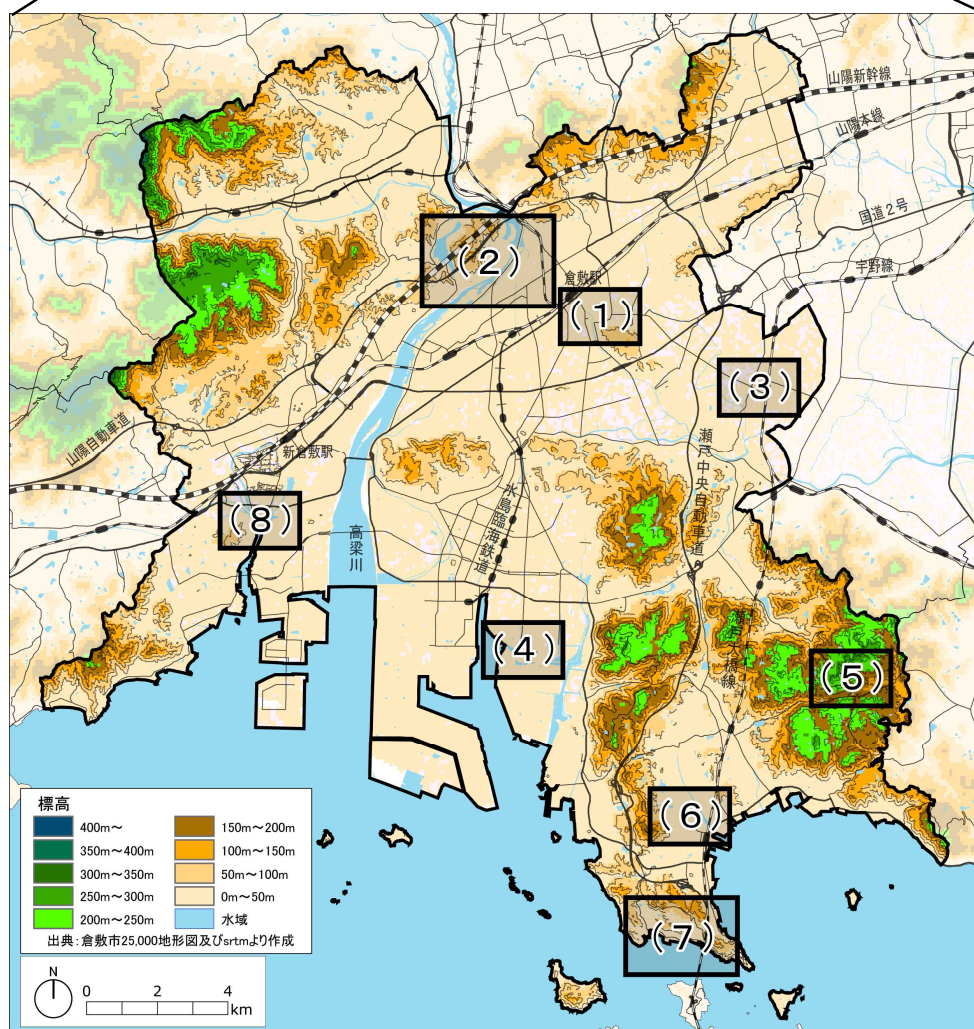 山陽新幹線
山陽本線
国道2号
宇野線
(2)
倉敷駅
(1)
(3)
山陽自動車道
新倉敷駅
(8)
高梁川
水島臨海鉄道
瀬戸中央自動車道
(4)
瀬戸大橋線
(5)
(6)
(7)
標高
400m~
350m~400m
300m~350m
250m~300m
200m~250m
150m~200m
100m~150m
50m~100m
0m~50m
水域
出典:倉敷市25,000地形図及びsrtmより作成
N
0 2 4
km